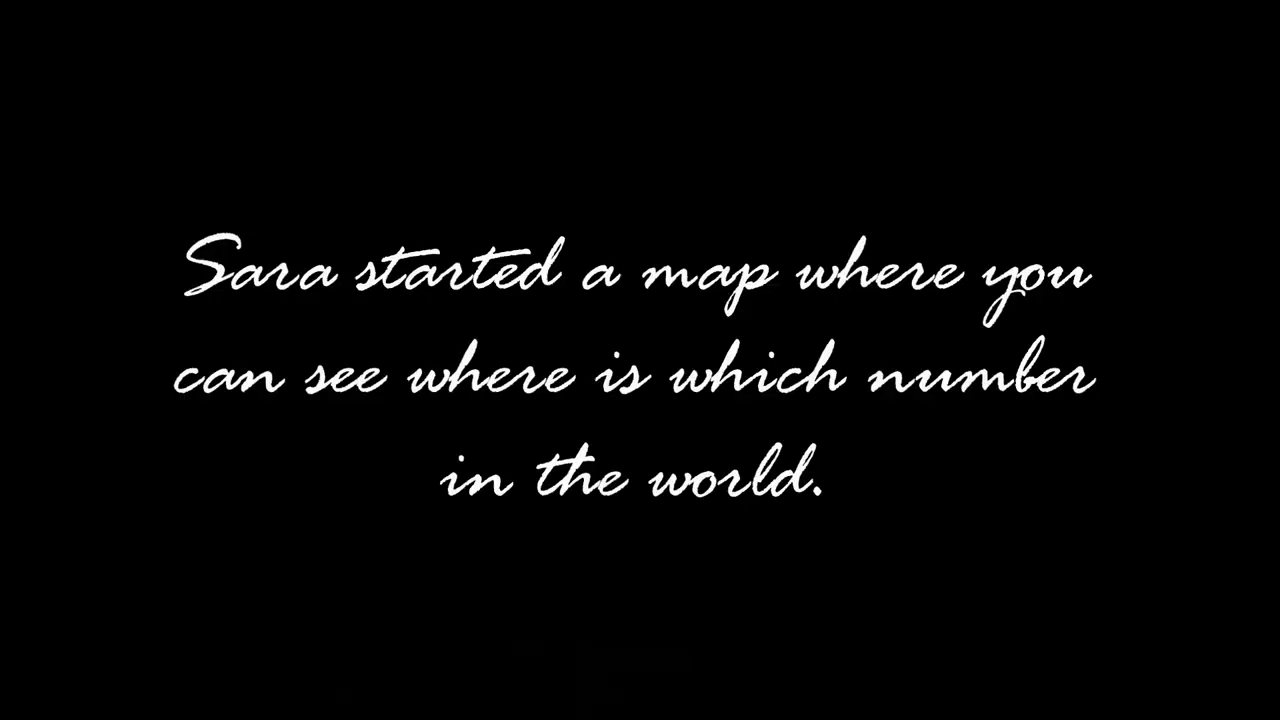 Sara started a map where you
can see where is which number
in the world.